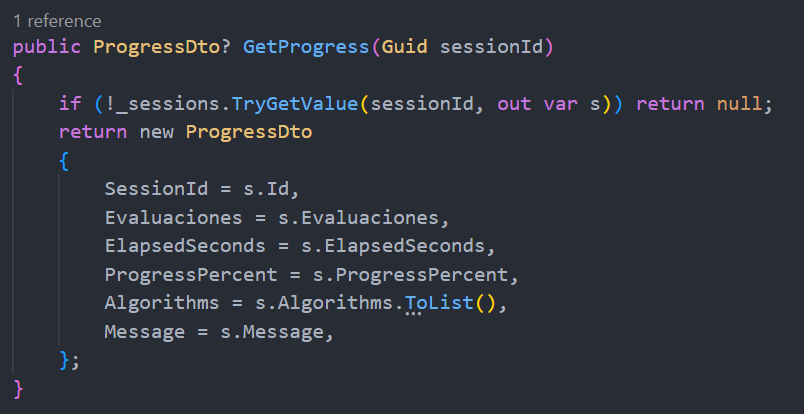 1 reference
public ProgressDto? GetProgress(Guid sessionId)
{
if (!_sessions.TryGetValue(sessionId, out var s)) return null;
return new ProgressDto
{
SessionId = s.Id,
Evaluaciones = s.Evaluaciones,
ElapsedSeconds = s.ElapsedSeconds,
ProgressPercent = s.ProgressPercent,
Algorithms = s.Algorithms.ToList(),
Message = s.Message,
};
}